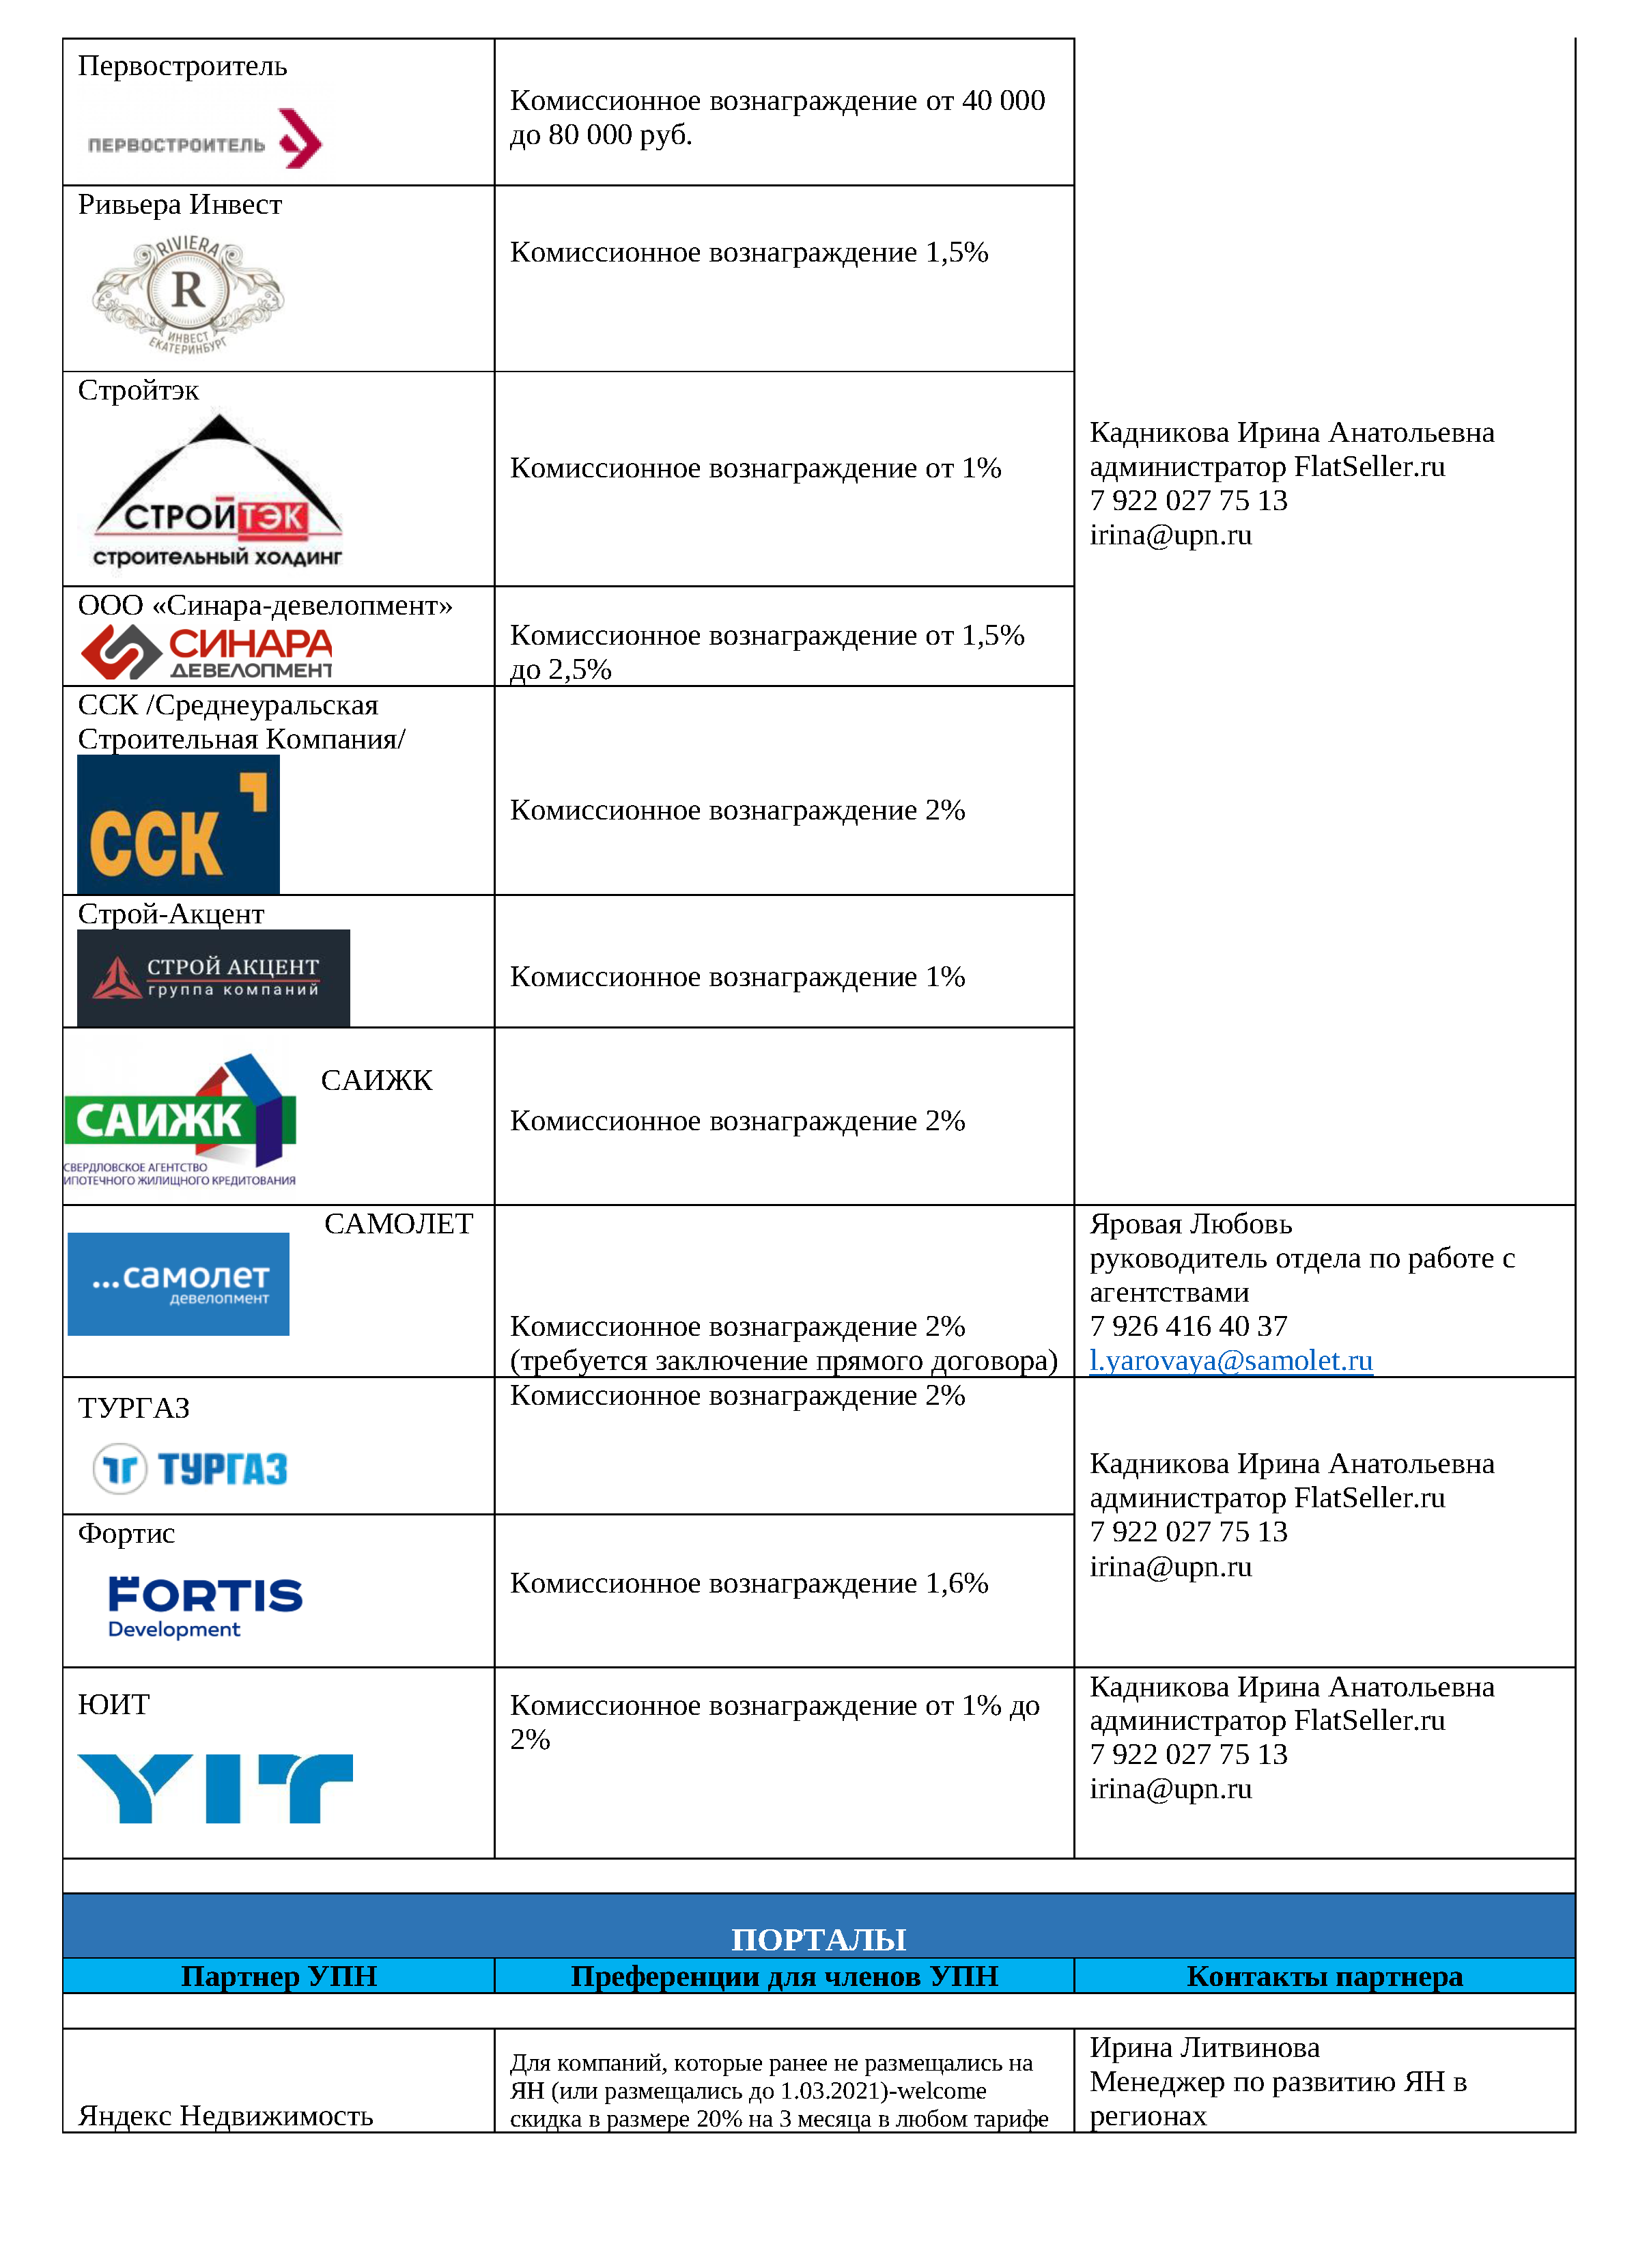 Первостроитель
ПЕРВОСТРОИТЕЛЬ
Комиссионное вознаграждение от 40 000
до 80 000 руб.
Ривьера Инвест
RIVIERA
R
ИНВЕСТ
ЕКАТЕРИНБУРГ
Комиссионное вознаграждение 1,5%
Стройтэк
СТРОЙТЭК
строительный холдинг
Комиссионное вознаграждение от 1%
Кадникова Ирина Анатольевна
администратор FlatSeller.ru
7 922 027 75 13
irina@upn.ru
ООО «Синара-девелопмент»
СИНАРА
ДЕВЕЛОПМЕНТ
Комиссионное вознаграждение от 1,5%
до 2,5%
ССК /Среднеуральская
Строительная Компания/
ССК
Комиссионное вознаграждение 2%
Строй-Акцент
СТРОЙ АКЦЕНТ
группа компаний
Комиссионное вознаграждение 1%
САИЖК
САИЖК
СВЕРДЛОВСКОЕ АГЕНТСТВО
ИПОТЕЧНОГО ЖИЛИЩНОГО КРЕДИТОВАНИЯ
Комиссионное вознаграждение 2%
САМОЛЕТ
...самолет
девелопмент
Комиссионное вознаграждение 2%
(требуется заключение прямого договора)
Яровая Любовь
руководитель отдела по работе с
агентствами
7 926 416 40 37
l.yarovaya@samolet.ru
ТУРГАЗ
ТГ ТУРГАЗ
Комиссионное вознаграждение 2%
Кадникова Ирина Анатольевна
администратор FlatSeller.ru
7 922 027 75 13
irina@upn.ru
Фортис
FORTIS
Development
Комиссионное вознаграждение 1,6%
ЮИТ
YIT
Комиссионное вознаграждение от 1% до
2%
Кадникова Ирина Анатольевна
администратор FlatSeller.ru
7 922 027 75 13
irina@upn.ru
ПОРТАЛЫ
Партнер УПН
Преференции для членов УПН
Контакты партнера
Яндекс Недвижимость
Для компаний, которые ранее не размещались на
ЯН (или размещались до 1.03.2021)-welcome
скидка в размере 20% на 3 месяца в любом тарифе
Ирина Литвинова
Менеджер по развитию ЯН в
регионах